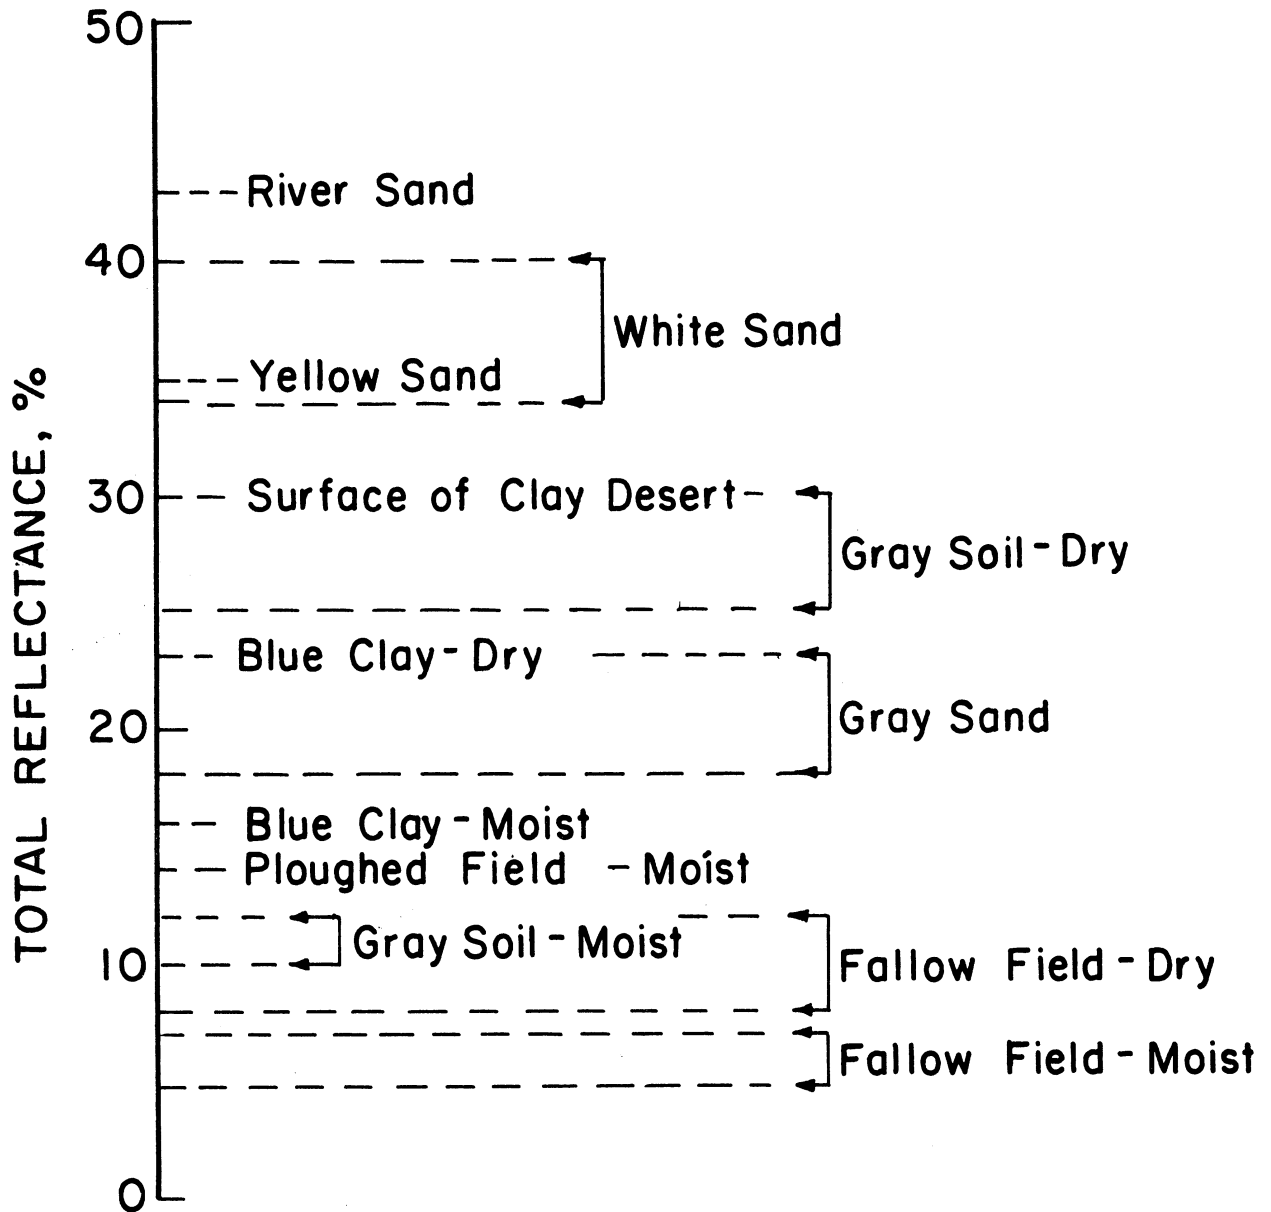 50
River Sand
40
White Sand
Yellow Sand
TOTAL REFLECTANCE, %
30
Surface of Clay Desert
Gray Soil-Dry
Blue Clay-Dry
20
Gray Sand
Blue Clay-Moist
Ploughed Field -Moist
Gray Soil-Moist
10
Fallow Field-Dry
Fallow Field-Moist
0